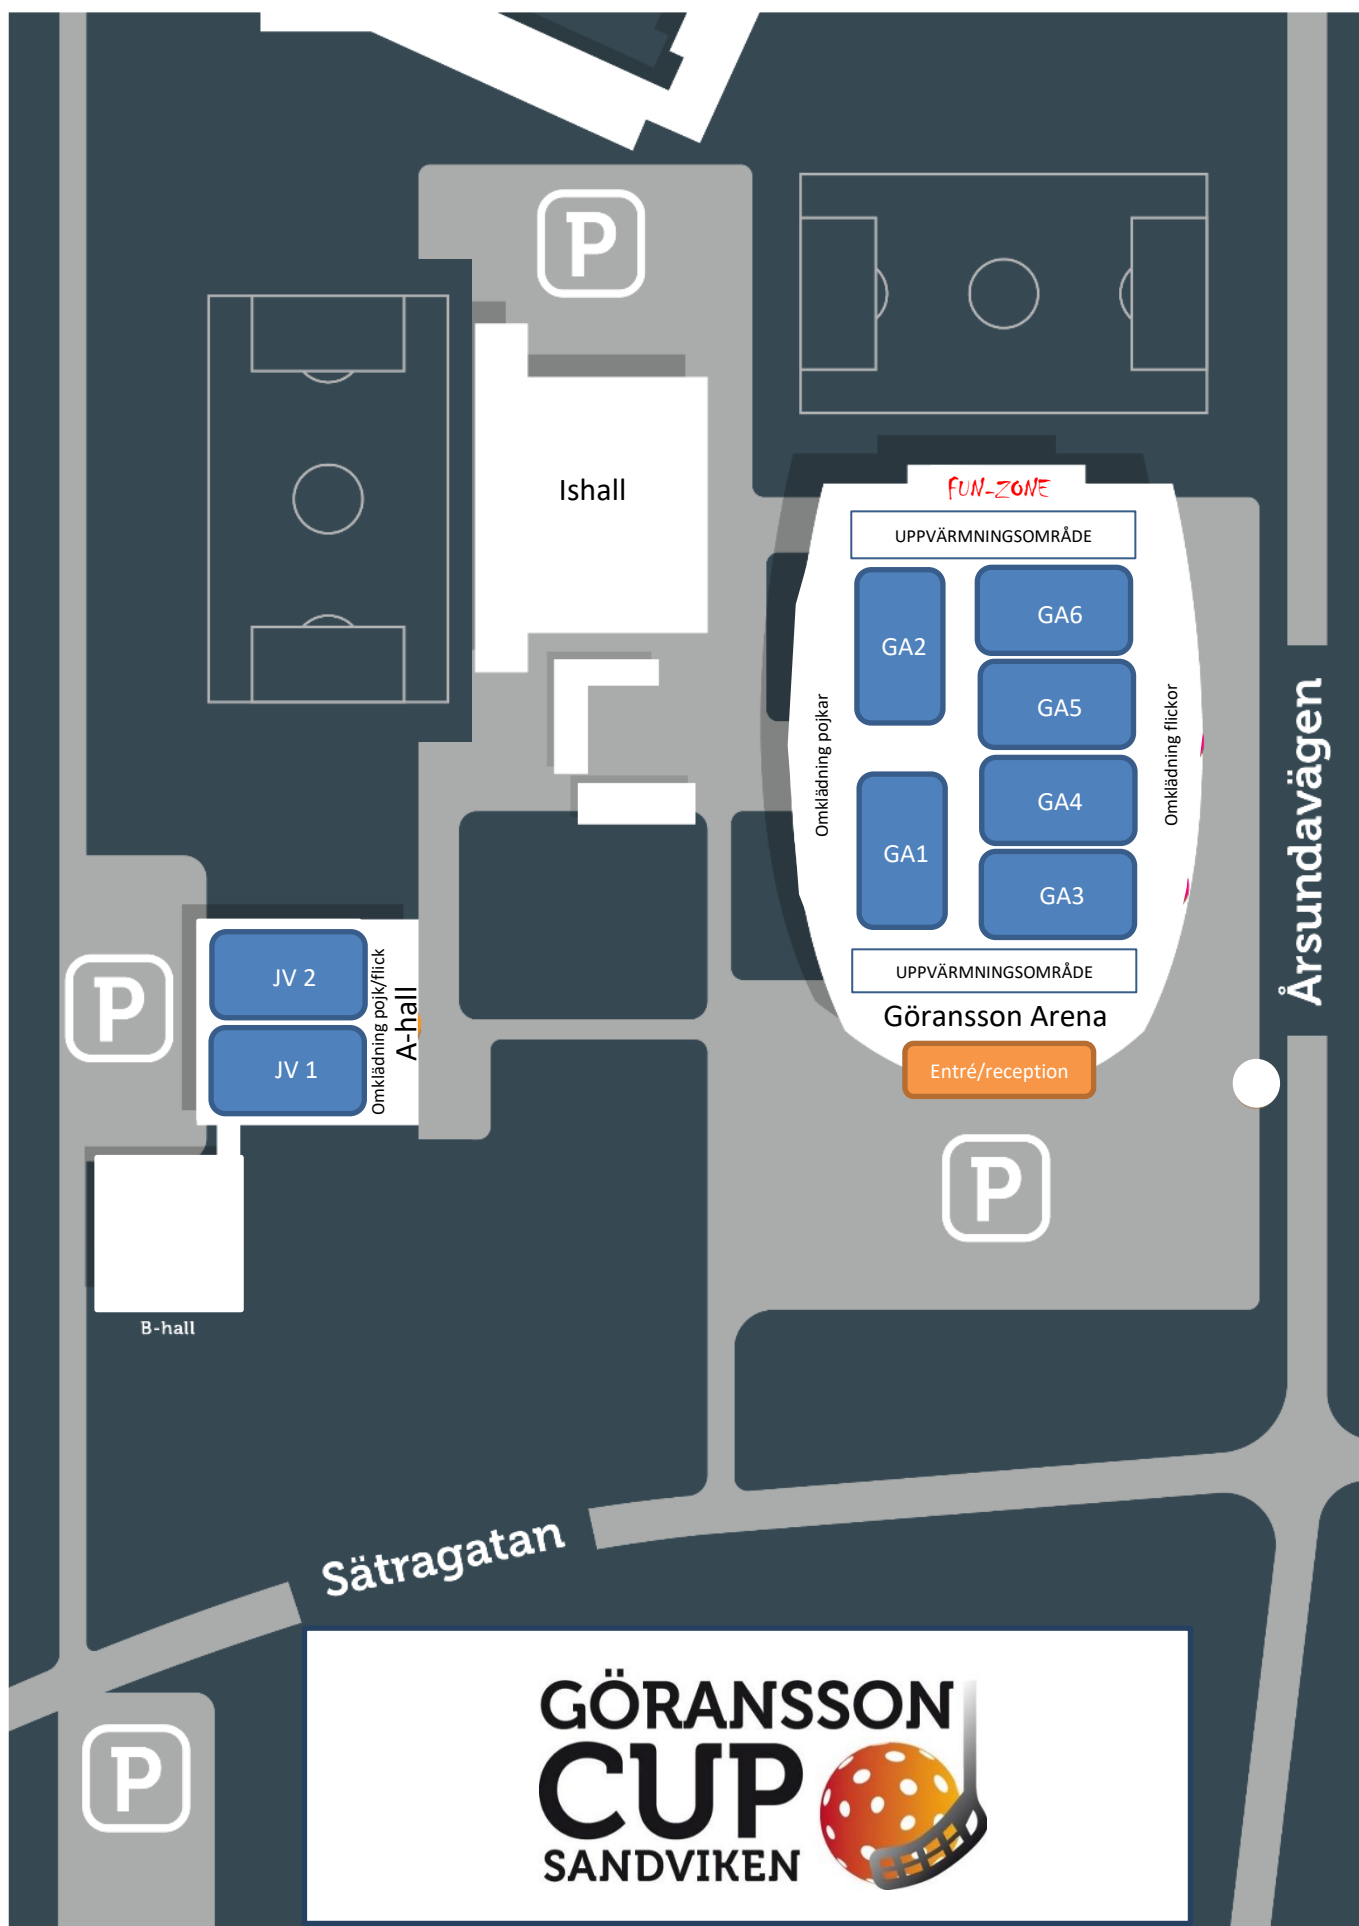 P
Ishall
FUN-ZONE
UPPVÄRMNINGSOMRÅDE
GA2
GA6
GA5
GA4
GA1
GA3
Omklädning pojkar
Omklädning flickor
UPPVÄRMNINGSOMRÅDE
Göransson Arena
Entré/reception
Årsundavägen
P
JV 2
JV 1
Omklädning pojk/flick
A-hall
P
B-hall
Sätragatan
P
GÖRANSSON
CUP
SANDVIKEN